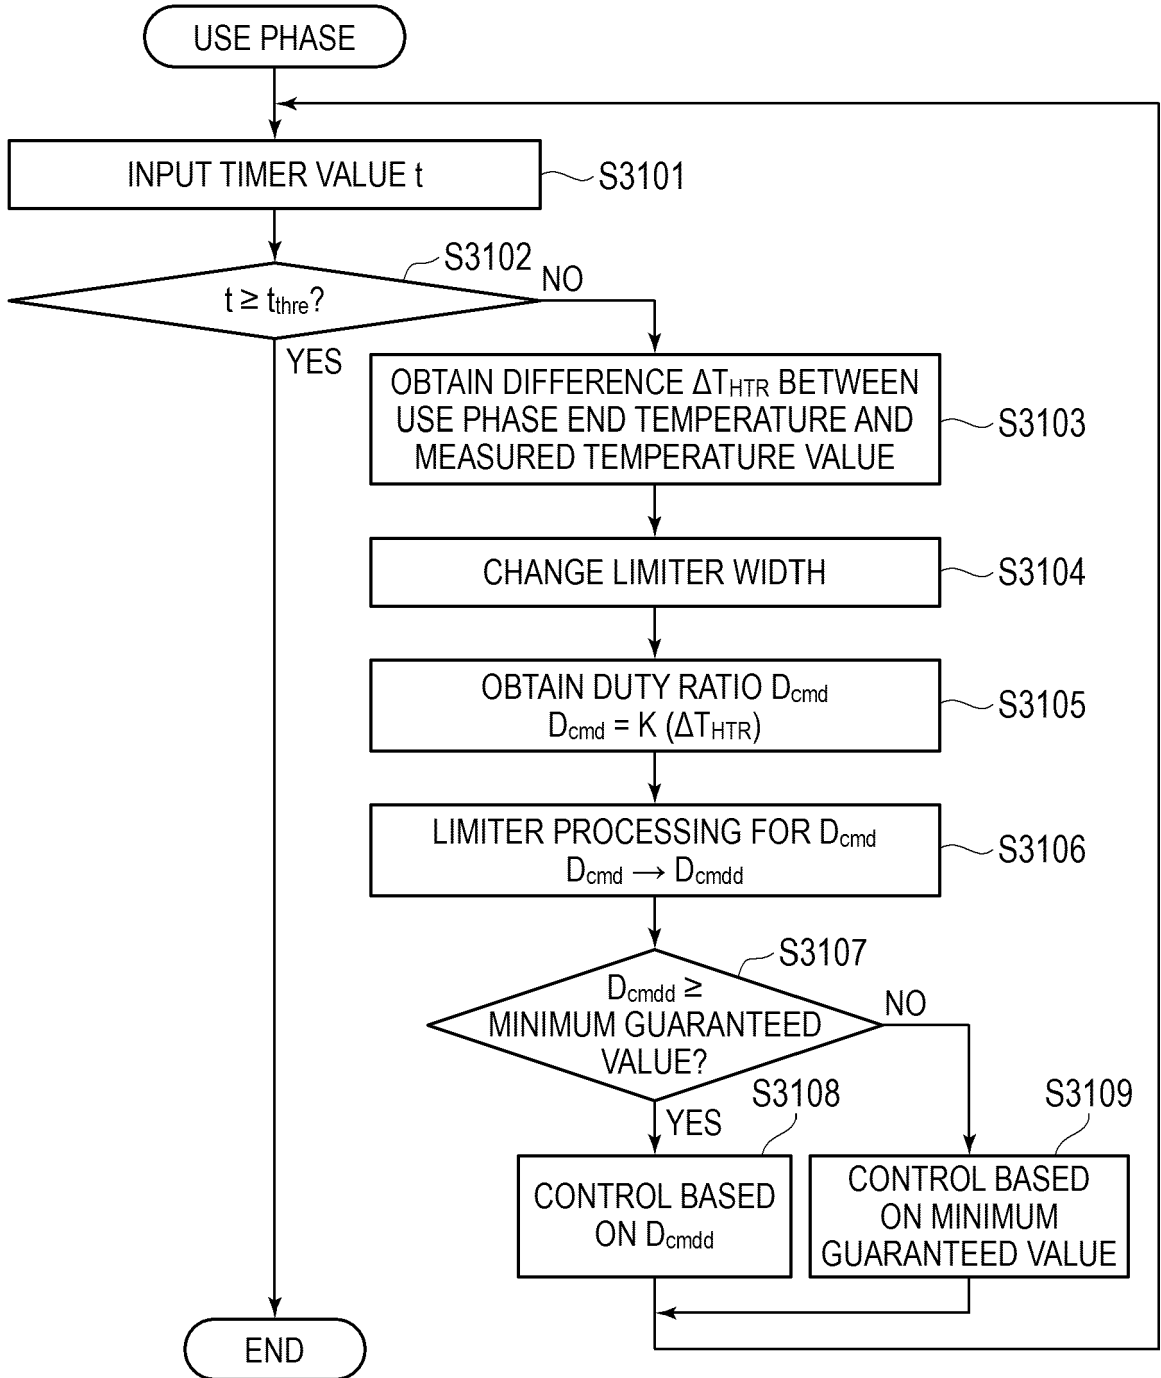 USE PHASE
INPUT TIMER VALUE t
S3101
S3102
t ≥ tthre?
NO
YES
OBTAIN DIFFERENCE ΔTHTR BETWEEN
USE PHASE END TEMPERATURE AND
MEASURED TEMPERATURE VALUE
S3103
CHANGE LIMITER WIDTH
S3104
OBTAIN DUTY RATIO Dcmd
Dcmd = K (ΔTHTR)
S3105
LIMITER PROCESSING FOR Dcmd
Dcmd → Dcmdd
S3106
S3107
Dcmdd ≥
MINIMUM GUARANTEED
VALUE?
NO
YES
S3108
CONTROL BASED
ON Dcmdd
S3109
CONTROL BASED
ON MINIMUM
GUARANTEED VALUE
END